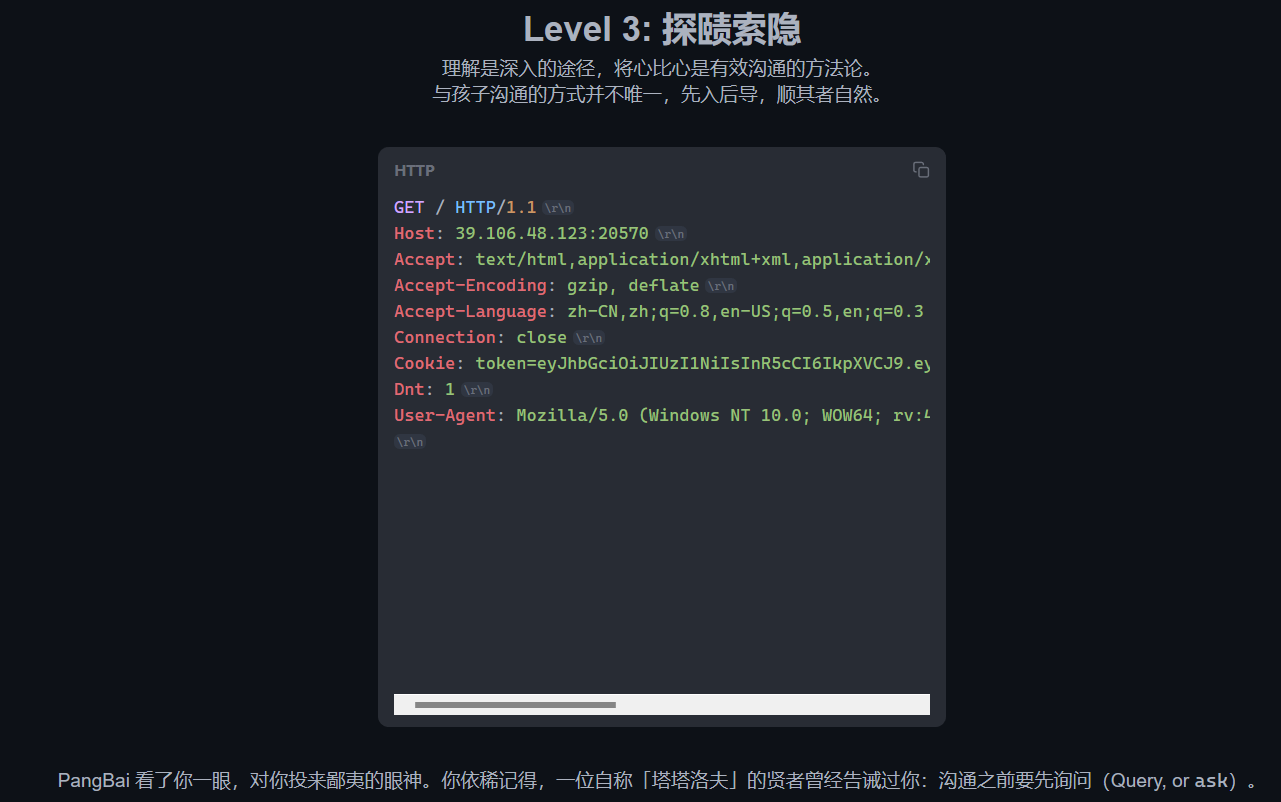 Level 3: 探赜索隐
理解是深入的途径，将心比心是有效沟通的方法论。
与孩子沟通的方式并不唯一，先入后导，顺其者自然。
HTTP
GET / HTTP/1.1 \r\n
Host: 39.106.48.123:20570 \r\n
Accept: text/html,application/xhtml+xml,application/x
Accept-Encoding: gzip, deflate \r\n
Accept-Language: zh-CN,zh;q=0.8,en-US;q=0.5,en;q=0.3
Connection: close \r\n
Cookie: token=eyJhbGciOiJIUzI1NiIsInR5cCI6IkpXVCJ9.ey
Dnt: 1 \r\n
User-Agent: Mozilla/5.0 (Windows NT 10.0; WOW64; rv:4
\r\n
PangBai 看了你一眼，对你投来鄙夷的眼神。你依稀记得，一位自称「塔塔洛夫」的贤者曾经告诫过你：沟通之前要先询问（Query, or ask）。